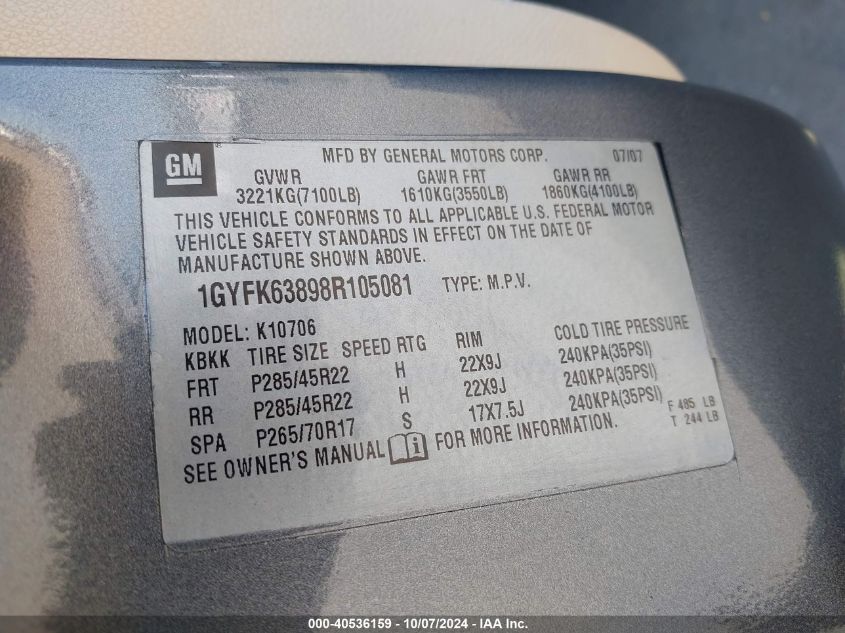 GM
MFD BY GENERAL MOTORS CORP. 07/07
GVWR GAWR FRT GAWR RR
3221KG(7100LB) 1610KG(3550LB) 1860KG(4100LB)
THIS VEHICLE CONFORMS TO ALL APPLICABLE U.S. FEDERAL MOTOR
VEHICLE SAFETY STANDARDS IN EFFECT ON THE DATE OF
MANUFACTURE SHOWN ABOVE.
1GYFK63898R105081 TYPE: M.P.V.
MODEL: K10706
KBKK TIRE SIZE SPEED RTG RIM COLD TIRE PRESSURE
FRT P285/45R22 H 22X9J 240KPA(35PSI)
RR P285/45R22 H 22X9J 240KPA(35PSI)
SPA P265/70R17 S 17X7.5J 240KPA(35PSI)
F 485 LB
T 244 LB
SEE OWNER'S MANUAL i FOR MORE INFORMATION.
000-40536159 - 10/07/2024 - IAA Inc.